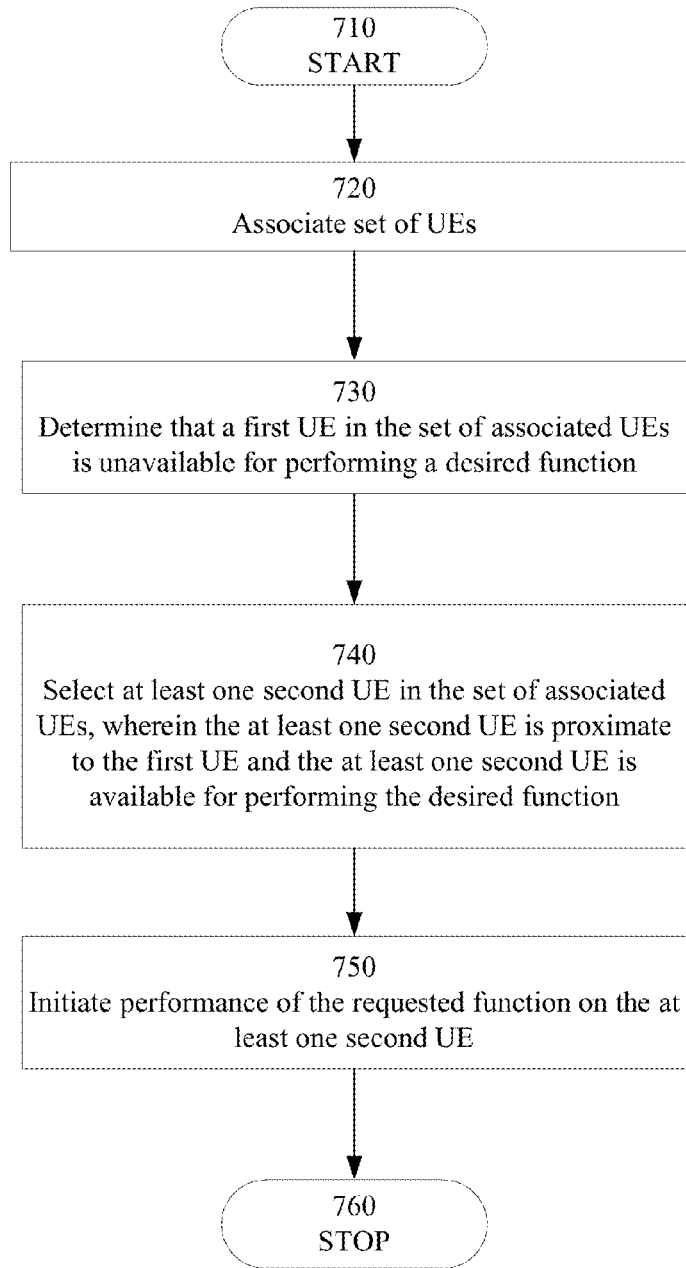 710
START
720
Associate set of UEs
730
Determine that a first UE in the set of associated UEs
is unavailable for performing a desired function
740
Select at least one second UE in the set of associated
UEs, wherein the at least one second UE is proximate
to the first UE and the at least one second UE is
available for performing the desired function
750
Initiate performance of the requested function on the at
least one second UE
760
STOP